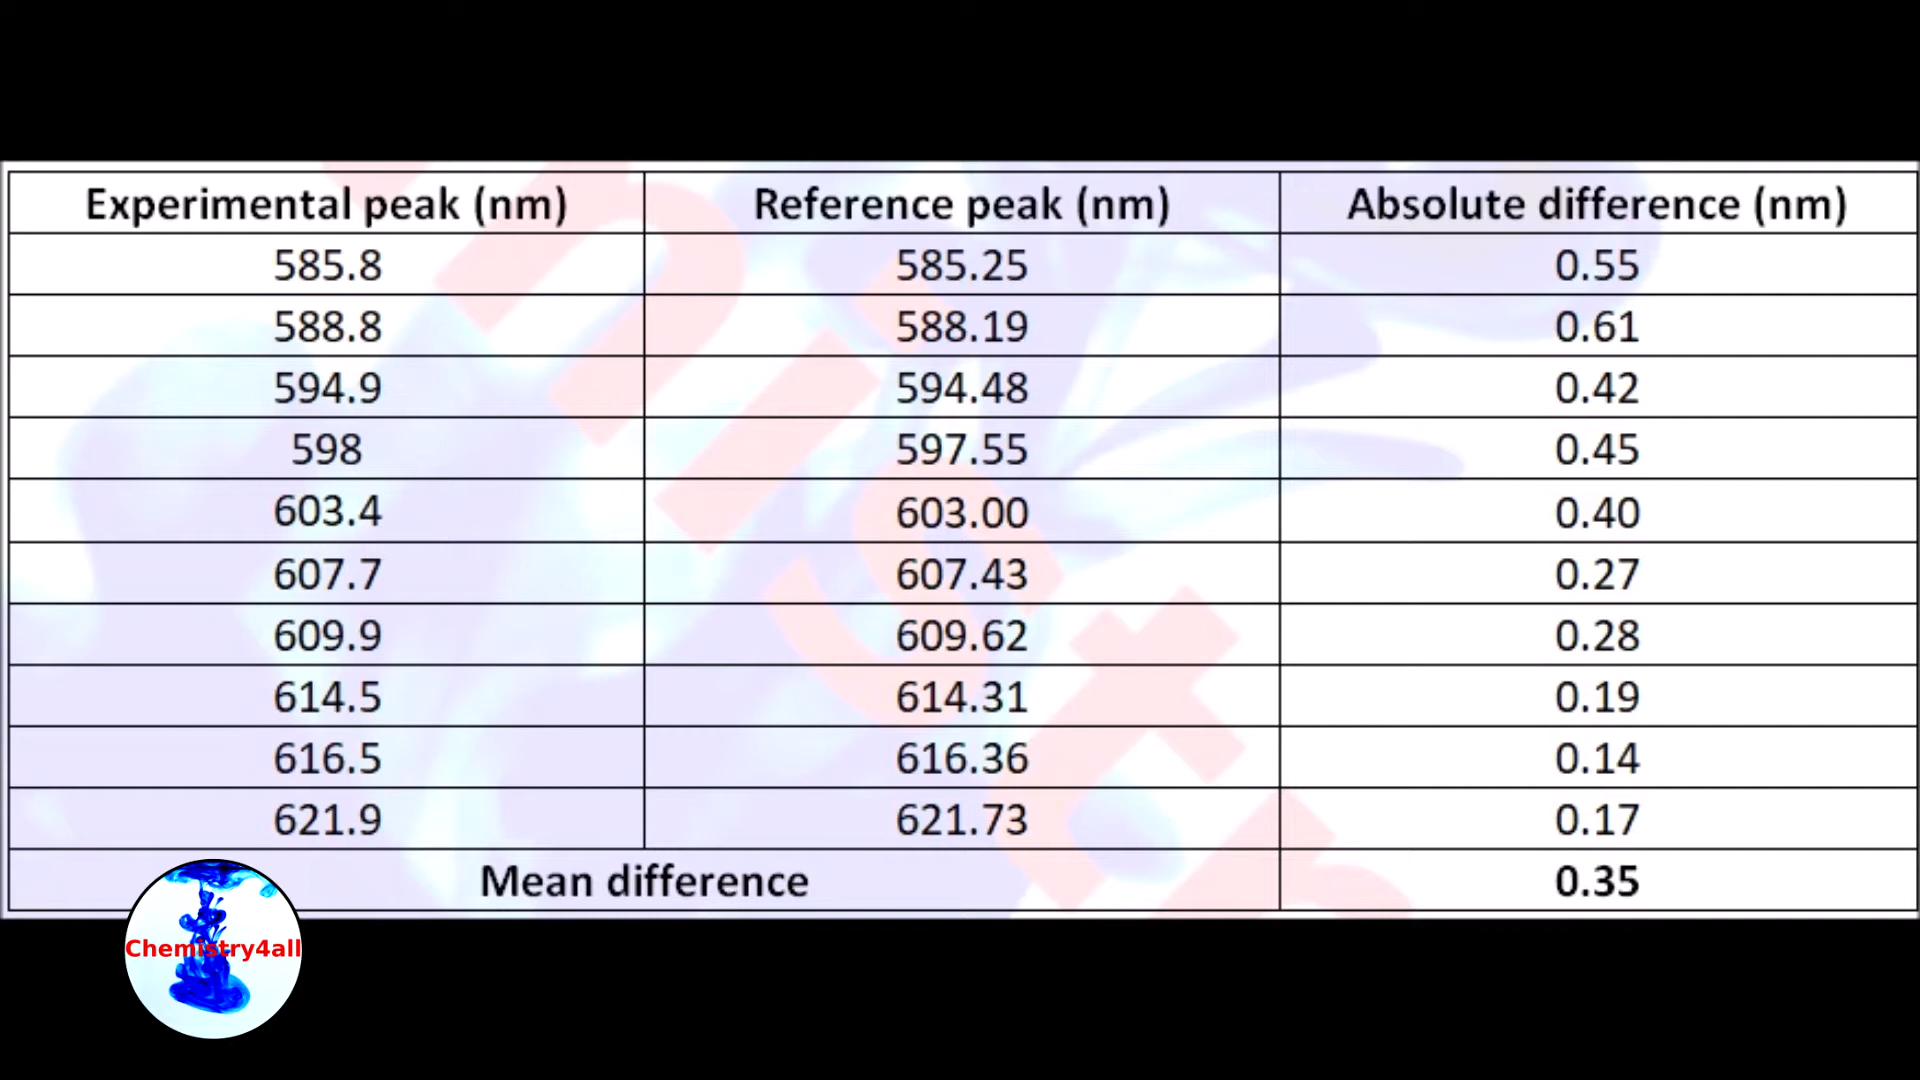 Experimental peak (nm) Reference peak (nm) Absolute difference (nm)
585.8 585.25 0.55
588.8 588.19 0.61
594.9 594.48 0.42
598 597.55 0.45
603.4 603.00 0.40
607.7 607.43 0.27
609.9 609.62 0.28
614.5 614.31 0.19
616.5 616.36 0.14
621.9 621.73 0.17
Mean difference 0.35
Chemistry4all